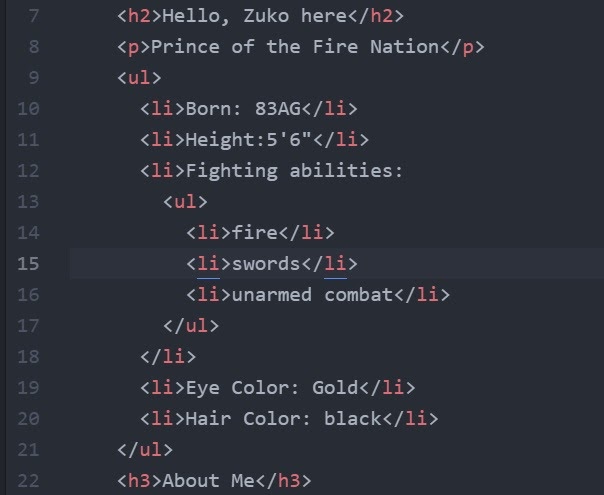 7 <h2>Hello, Zuko here</h2>
8 <p>Prince of the Fire Nation</p>
9 <ul>
10 <li>Born: 83AG</li>
11 <li>Height:5'6"</li>
12 <li>Fighting abilities:
13 <ul>
14 <li>fire</li>
15 <li>swords</li>
16 <li>unarmed combat</li>
17 </ul>
18 </li>
19 <li>Eye Color: Gold</li>
20 <li>Hair Color: black</li>
21 </ul>
22 <h3>About Me</h3>